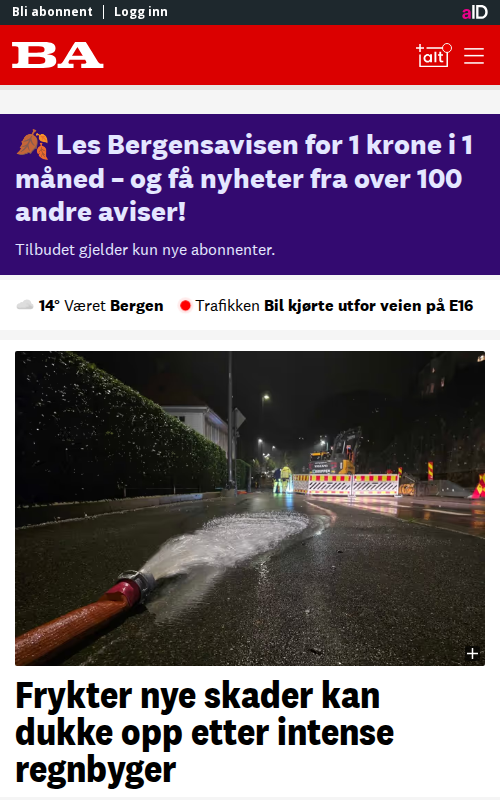 Bli abonnent | Logg inn
aID
BA
+alt
🍂 Les Bergensavisen for 1 krone i 1
måned – og få nyheter fra over 100
andre aviser!
Tilbudet gjelder kun nye abonnenter.
14° Været Bergen Trafikken Bil kjørte utfor veien på E16
Frykter nye skader kan
dukke opp etter intense
regnbyger